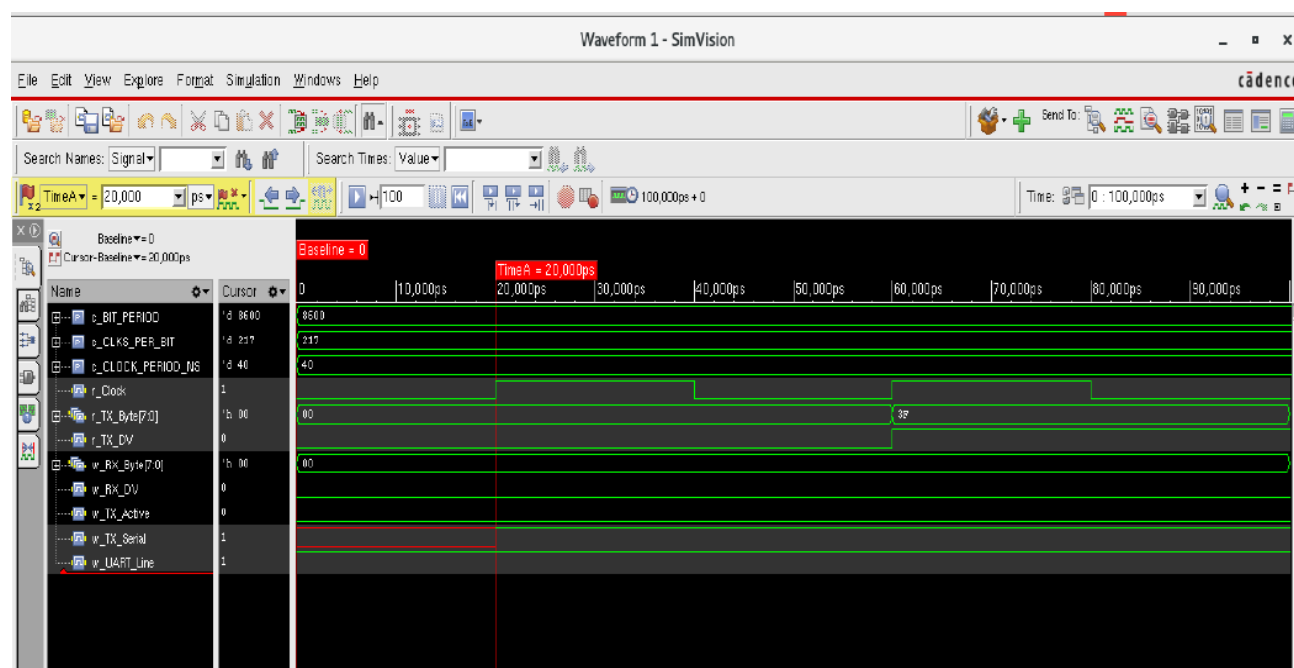 Waveform 1 - SimVision
File Edit View Explore Format Simulation Windows Help
cādence
Send To:
Search Names: Signal
Search Times: Value
x2 TimeA = 20,000 ps 100 100,000ps + 0 Time: 0 : 100,000ps
Baseline = 0
Cursor-Baseline = 20,000ps
Baseline = 0
TimeA = 20,000ps
Name Cursor 0 10,000ps 20,000ps 30,000ps 40,000ps 50,000ps 60,000ps 70,000ps 80,000ps 90,000ps
c_BIT_PERIOD 'd 8600 8600
c_CLKS_PER_BIT 'd 217 217
c_CLOCK_PERIOD_NS 'd 40 40
r_Clock 1
r_TX_Byte[7:0] 'h 00 00 3F
r_TX_DV 0
w_RX_Byte[7:0] 'h 00 00
w_RX_DV 0
w_TX_Active 0
w_TX_Serial 1
w_UART_Line 1